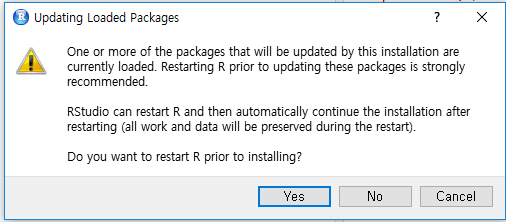 R Updating Loaded Packages
One or more of the packages that will be updated by this installation are
currently loaded. Restarting R prior to updating these packages is strongly
recommended.
RStudio can restart R and then automatically continue the installation after
restarting (all work and data will be preserved during the restart).
Do you want to restart R prior to installing?
Yes No Cancel